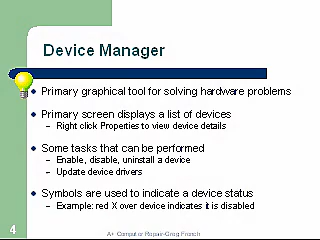 Device Manager
Primary graphical tool for solving hardware problems
Primary screen displays a list of devices
– Right click Properties to view device details
Some tasks that can be performed
– Enable, disable, uninstall a device
– Update device drivers
Symbols are used to indicate a device status
– Example: red X over device indicates it is disabled
4
A+ Computer Repair-Greg French